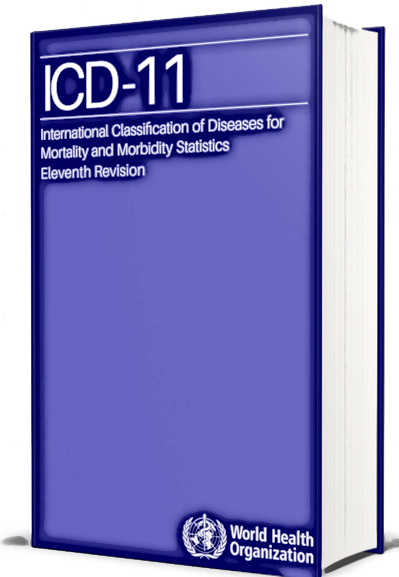 ICD-11
International Classification of Diseases for
Mortality and Morbidity Statistics
Eleventh Revision
World Health
Organization